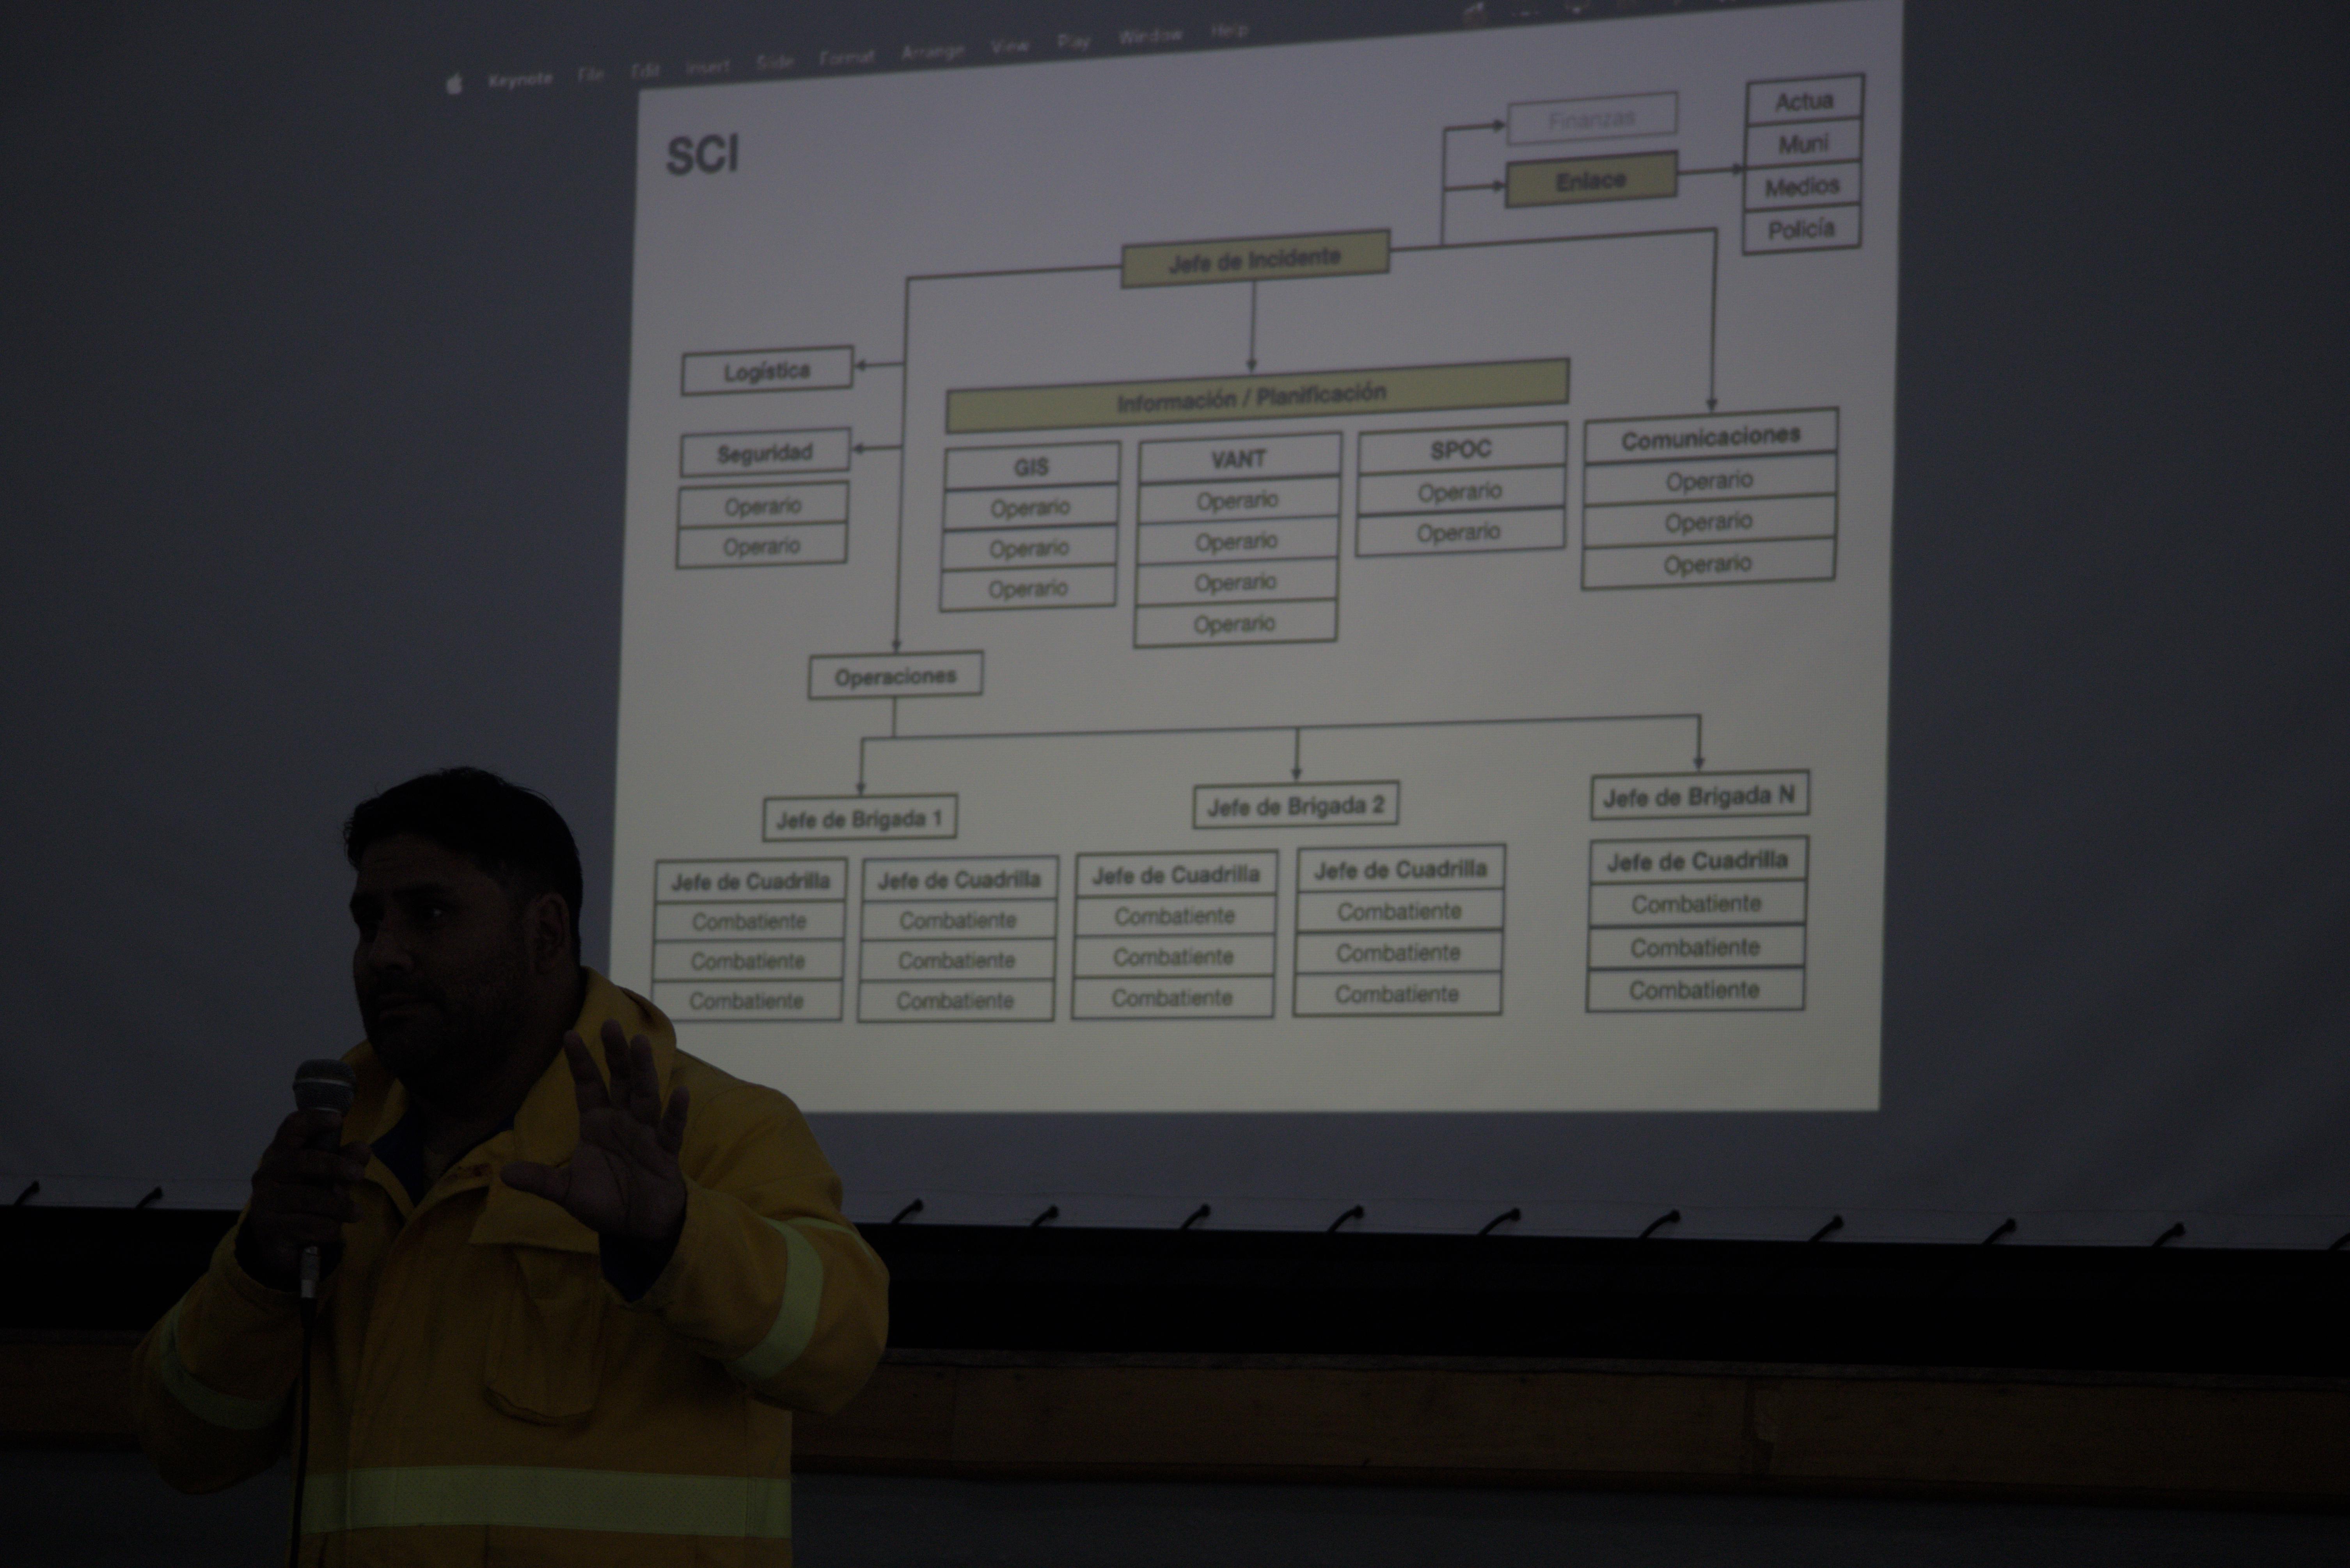 Keynote File Edit Insert Slide Format Arrange View Play Window Help
SCI
Finanzas
Enlace
Actua
Muni
Medios
Policía
Jefe de Incidente
Logística
Seguridad
Operario
Operario
Información / Planificación
GIS
Operario
Operario
Operario
VANT
Operario
Operario
Operario
Operario
SPOC
Operario
Operario
Comunicaciones
Operario
Operario
Operario
Operaciones
Jefe de Brigada 1
Jefe de Brigada 2
Jefe de Brigada N
Jefe de Cuadrilla
Combatiente
Combatiente
Combatiente
Jefe de Cuadrilla
Combatiente
Combatiente
Combatiente
Jefe de Cuadrilla
Combatiente
Combatiente
Combatiente
Jefe de Cuadrilla
Combatiente
Combatiente
Combatiente
Jefe de Cuadrilla
Combatiente
Combatiente
Combatiente